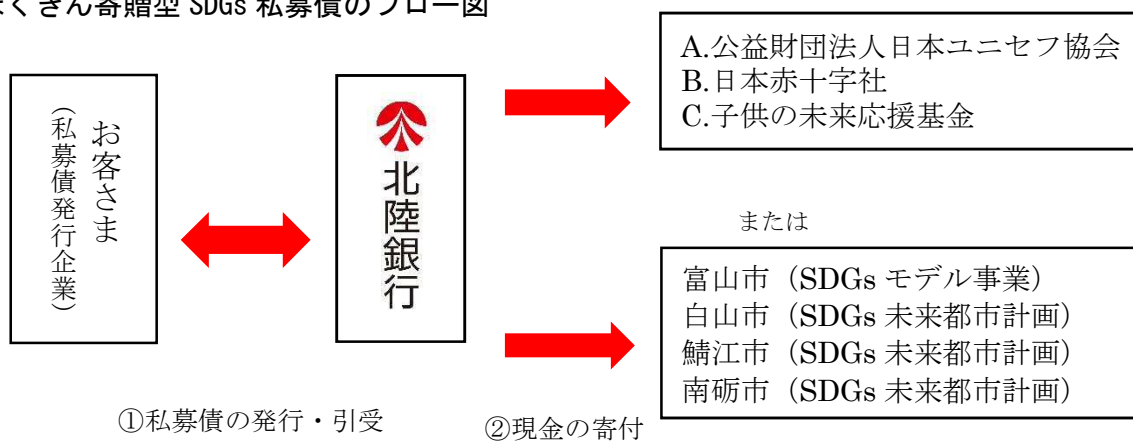 ほくぎん寄贈型 SDGs 私募債のフロー図
お客さま
（私募債発行企業）
北陸銀行
A.公益財団法人日本ユニセフ協会
B.日本赤十字社
C.子供の未来応援基金
または
富山市（SDGs モデル事業）
白山市（SDGs 未来都市計画）
鯖江市（SDGs 未来都市計画）
南砺市（SDGs 未来都市計画）
①私募債の発行・引受
②現金の寄付